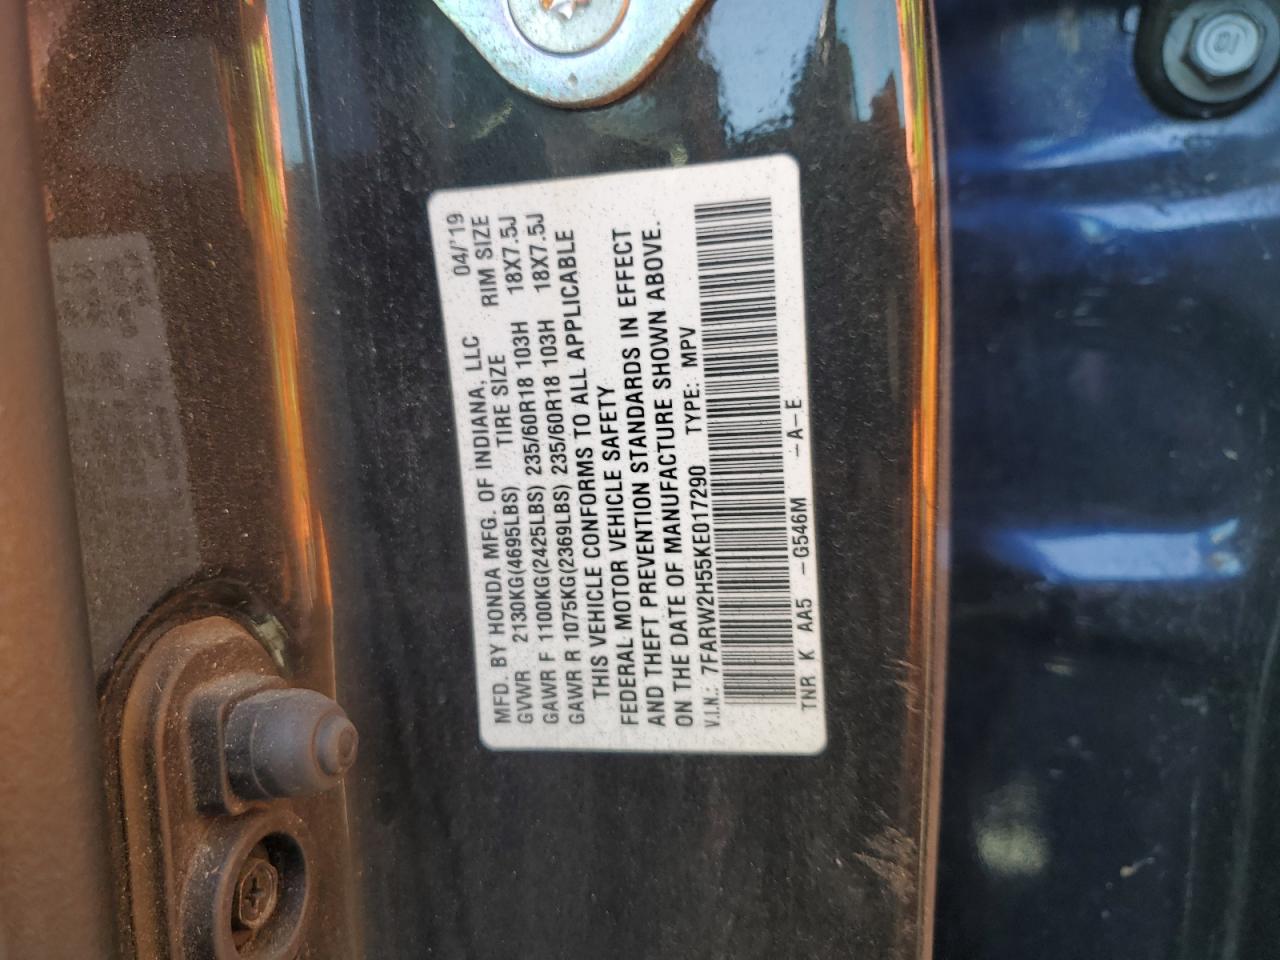 MFD. BY HONDA MFG. OF INDIANA, LLC 04/'19
TIRE SIZE RIM SIZE
GVWR 2130KG(4695LBS)
GAWR F 1100KG(2425LBS) 235/60R18 103H 18X7.5J
GAWR R 1075KG(2369LBS) 235/60R18 103H 18X7.5J
THIS VEHICLE CONFORMS TO ALL APPLICABLE
FEDERAL MOTOR VEHICLE SAFETY
AND THEFT PREVENTION STANDARDS IN EFFECT
ON THE DATE OF MANUFACTURE SHOWN ABOVE.
V.I.N.: 7FARW2H55KE017290 TYPE: MPV
TNR K AA5 -G546M -A-E